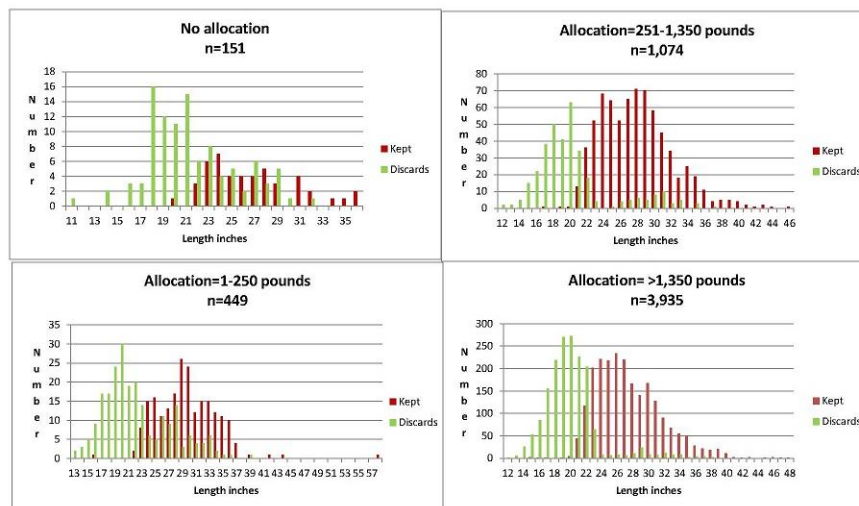 No allocation
n=151
Number
18
16
14
12
10
8
6
4
2
0
11 13 15 17 19 21 23 25 27 29 31 33 35
Length inches
Kept
Discards
Allocation=251-1,350 pounds
n=1,074
Number
80
70
60
50
40
30
20
10
0
12 14 16 18 20 22 24 26 28 30 32 34 36 38 40 42 44 46
Length inches
Kept
Discards
Allocation=1-250 pounds
n=449
Number
35
30
25
20
15
10
5
0
13 15 17 19 21 23 25 27 29 31 33 35 37 39 42 45 47 49 51 53 55 57
Length inches
Kept
Discards
Allocation= >1,350 pounds
n=3,935
Number
300
250
200
150
100
50
0
12 14 16 18 20 22 24 26 28 30 32 34 36 38 40 42 44 46 48
Length inches
Kept
Discards